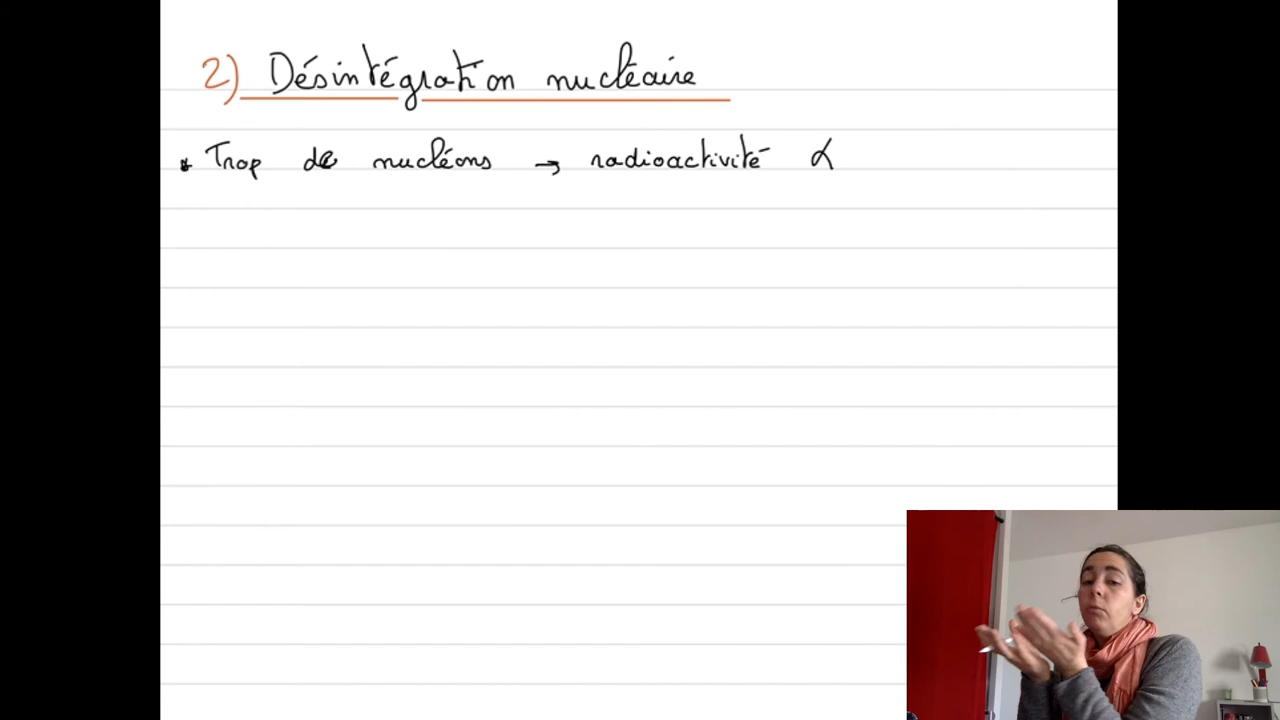 2) Désintégration nucléaire
* Trop de nucléons → radioactivité α